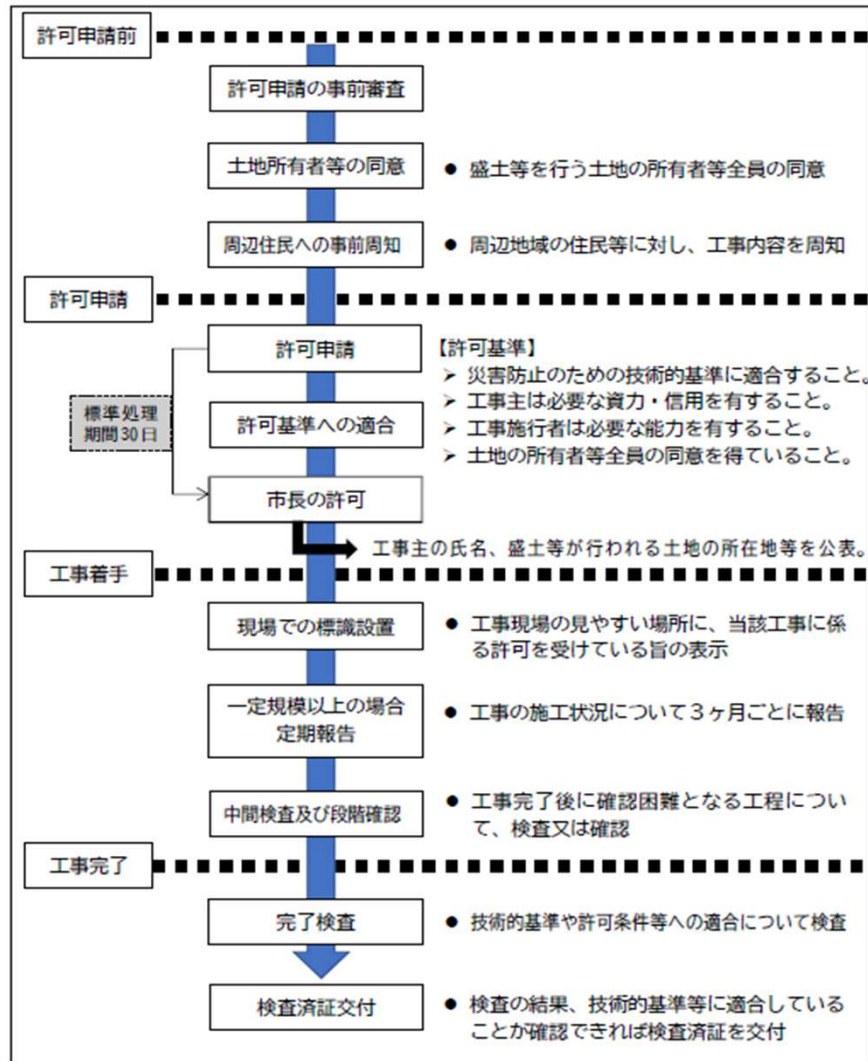 許可申請前
許可申請の事前審査
土地所有者等の同意
● 盛土等を行う土地の所有者等全員の同意
周辺住民への事前周知
● 周辺地域の住民等に対し、工事内容を周知
許可申請
許可申請
【許可基準】
➢ 災害防止のための技術的基準に適合すること。
➢ 工事主は必要な資力・信用を有すること。
➢ 工事施行者は必要な能力を有すること。
➢ 土地の所有者等全員の同意を得ていること。
標準処理
期間30日
許可基準への適合
市長の許可
工事主の氏名、盛土等が行われる土地の所在地等を公表。
工事着手
現場での標識設置
● 工事現場の見やすい場所に、当該工事に係
る許可を受けている旨の表示
一定規模以上の場合
定期報告
● 工事の施工状況について３ヶ月ごとに報告
中間検査及び段階確認
● 工事完了後に確認困難となる工程につい
て、検査又は確認
工事完了
完了検査
● 技術的基準や許可条件等への適合について検査
検査済証交付
● 検査の結果、技術的基準等に適合している
ことが確認できれば検査済証を交付